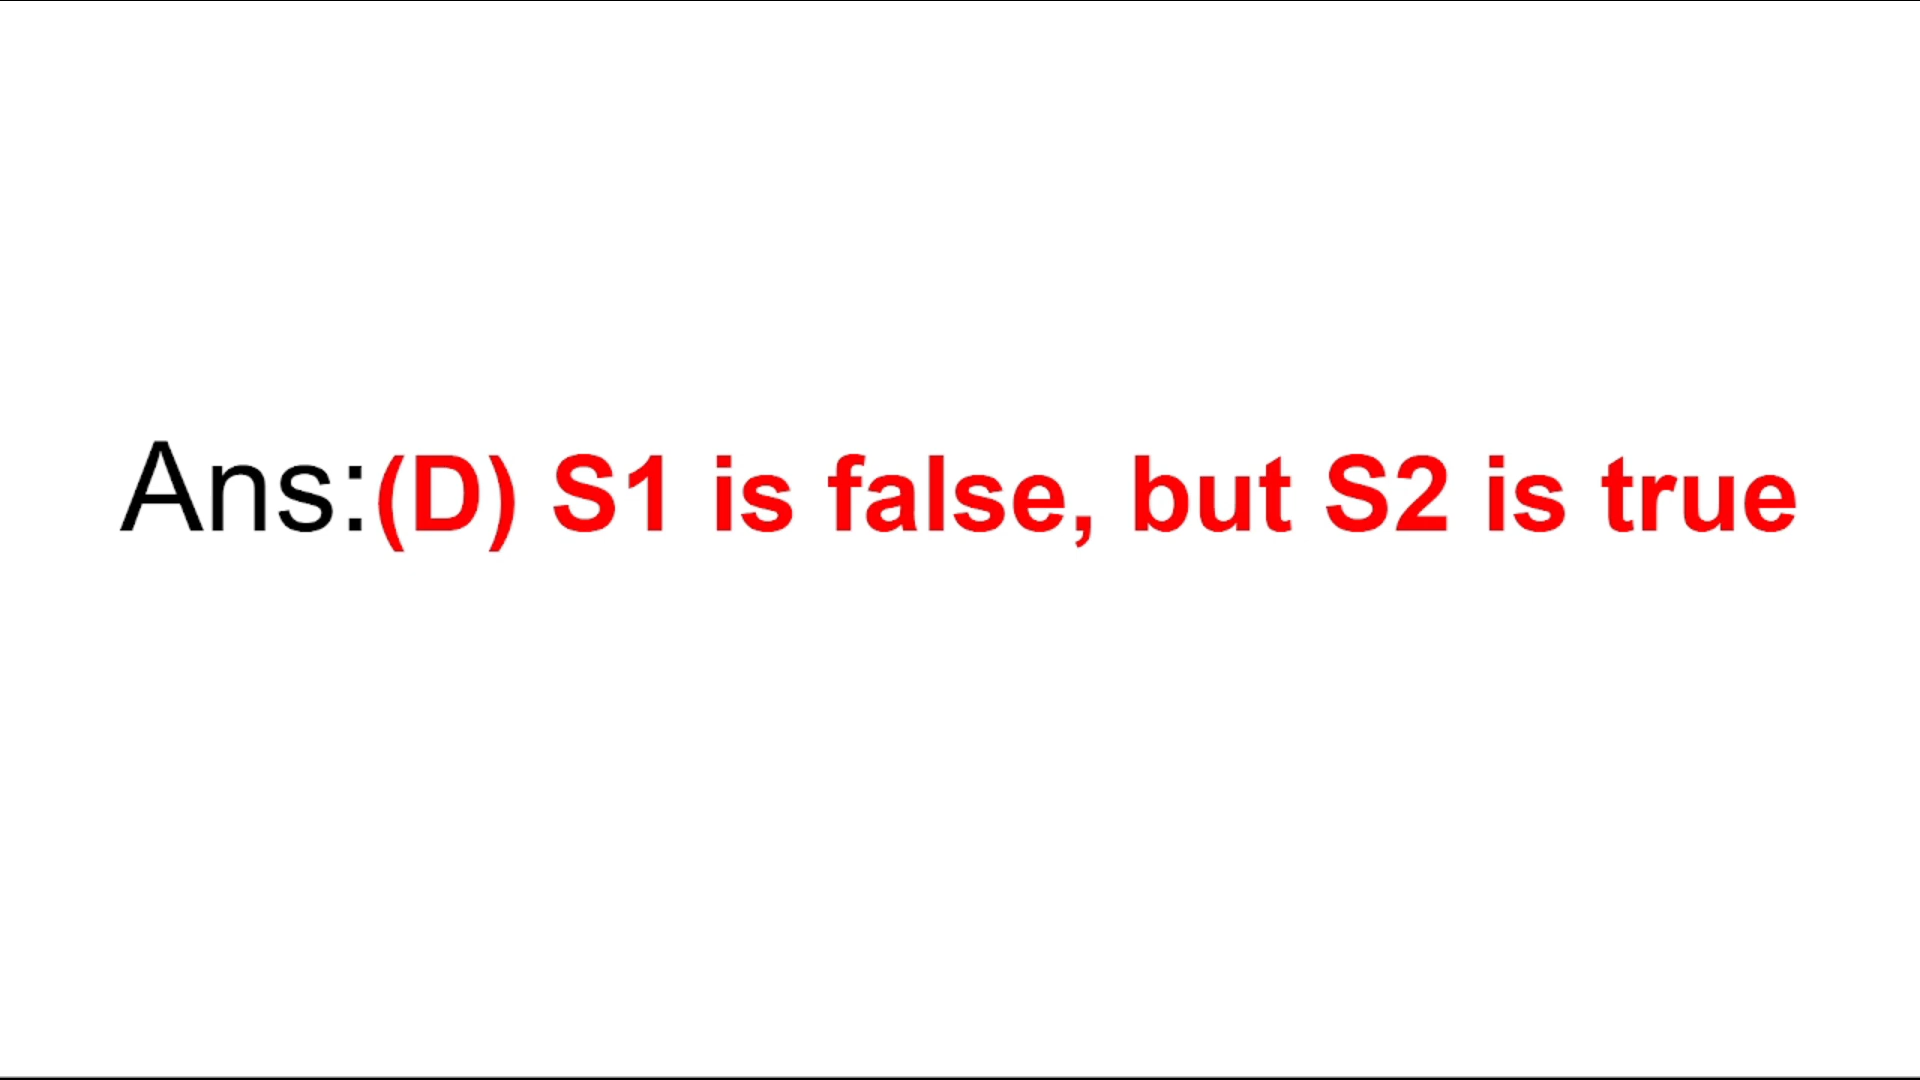 Ans:(D) S1 is false, but S2 is true